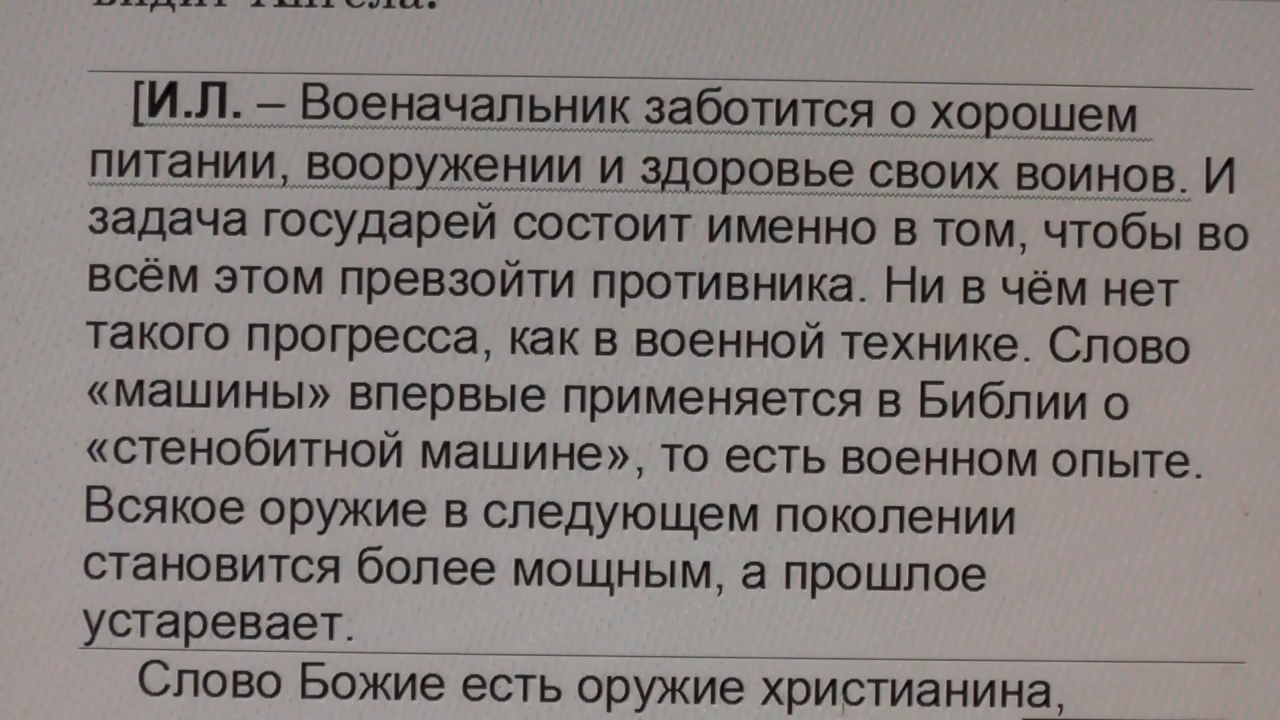 видит Ангела.
[И.Л. – Военачальник заботится о хорошем
питании, вооружении и здоровье своих воинов. И
задача государей состоит именно в том, чтобы во
всём этом превзойти противника. Ни в чём нет
такого прогресса, как в военной технике. Слово
«машины» впервые применяется в Библии о
«стенобитной машине», то есть военном опыте.
Всякое оружие в следующем поколении
становится более мощным, а прошлое
устаревает.
Слово Божие есть оружие христианина,